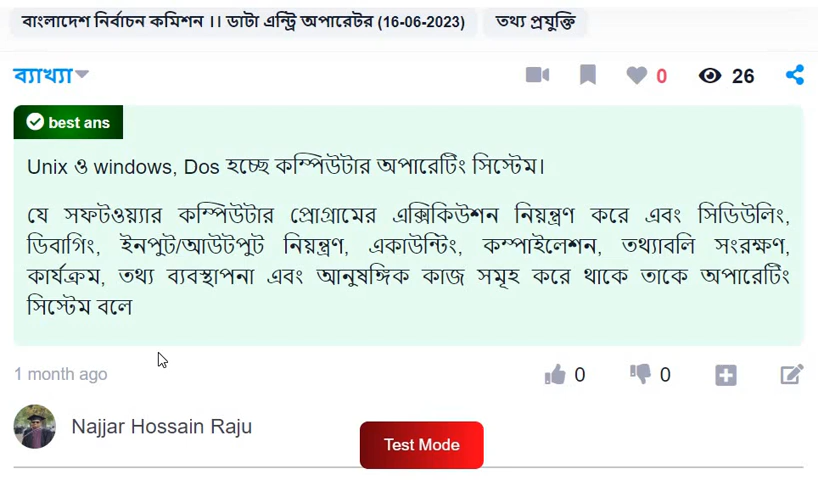 বাংলাদেশ নির্বাচন কমিশন ।। ডাটা এন্ট্রি অপারেটর (16-06-2023) তথ্য প্রযুক্তি
ব্যাখ্যা 0 26
best ans
Unix ও windows, Dos হচ্ছে কম্পিউটার অপারেটিং সিস্টেম।
যে সফটওয়্যার কম্পিউটার প্রোগ্রামের এক্সিকিউশন নিয়ন্ত্রণ করে এবং সিডিউলিং,
ডিবাগিং, ইনপুট/আউটপুট নিয়ন্ত্রণ, একাউন্টিং, কম্পাইলেশন, তথ্যাবলি সংরক্ষণ,
কার্যক্রম, তথ্য ব্যবস্থাপনা এবং আনুষঙ্গিক কাজ সমূহ করে থাকে তাকে অপারেটিং
সিস্টেম বলে
1 month ago 0 0
Najjar Hossain Raju
Test Mode